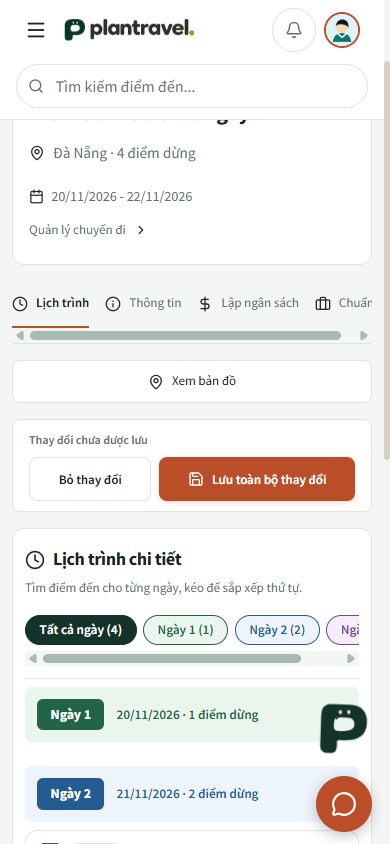 plantravel.
Tìm kiếm điểm đến...
Đà Nẵng · 4 điểm dừng
20/11/2026 - 22/11/2026
Quản lý chuyến đi
Lịch trình
Thông tin
Lập ngân sách
Chuẩn
Xem bản đồ
Thay đổi chưa được lưu
Bỏ thay đổi
Lưu toàn bộ thay đổi
Lịch trình chi tiết
Tìm điểm đến cho từng ngày, kéo để sắp xếp thứ tự.
Tất cả ngày (4)
Ngày 1 (1)
Ngày 2 (2)
Ngày 1
20/11/2026 · 1 điểm dừng
Ngày 2
21/11/2026 · 2 điểm dừng